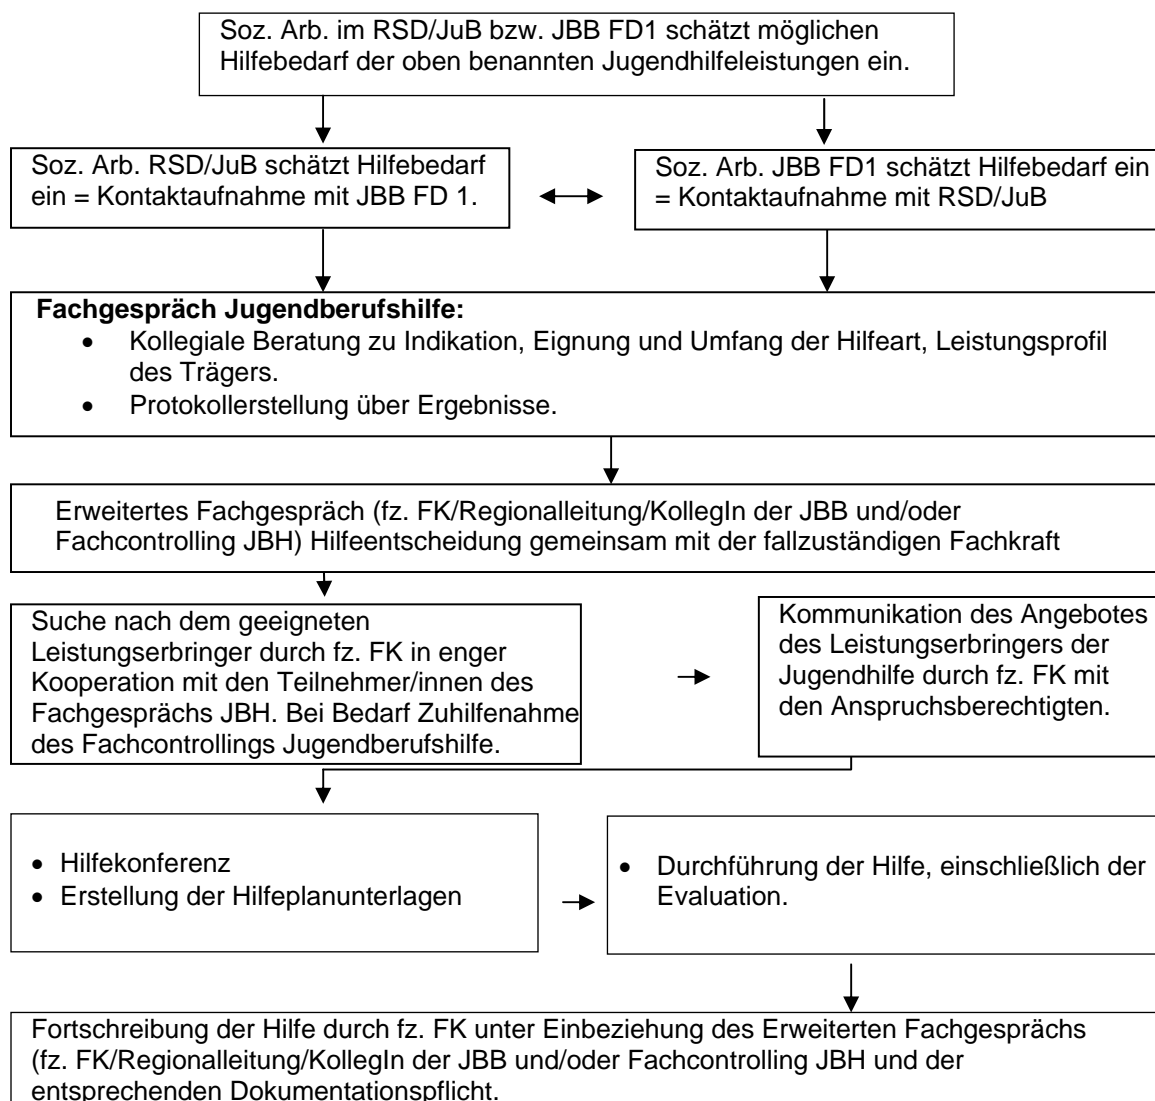 Soz. Arb. im RSD/JuB bzw. JBB FD1 schätzt möglichen
Hilfebedarf der oben benannten Jugendhilfeleistungen ein.
Soz. Arb. RSD/JuB schätzt Hilfebedarf
ein = Kontaktaufnahme mit JBB FD 1.
Soz. Arb. JBB FD1 schätzt Hilfebedarf ein
= Kontaktaufnahme mit RSD/JuB
Fachgespräch Jugendberufshilfe:
• Kollegiale Beratung zu Indikation, Eignung und Umfang der Hilfeart, Leistungsprofil
des Trägers.
• Protokollerstellung über Ergebnisse.
Erweitertes Fachgespräch (fz. FK/Regionalleitung/KollegIn der JBB und/oder
Fachcontrolling JBH) Hilfeentscheidung gemeinsam mit der fallzuständigen Fachkraft
Suche nach dem geeigneten
Leistungserbringer durch fz. FK in enger
Kooperation mit den Teilnehmer/innen des
Fachgesprächs JBH. Bei Bedarf Zuhilfenahme
des Fachcontrollings Jugendberufshilfe.
Kommunikation des Angebotes
des Leistungserbringers der
Jugendhilfe durch fz. FK mit
den Anspruchsberechtigten.
• Hilfekonferenz
• Erstellung der Hilfeplanunterlagen
• Durchführung der Hilfe, einschließlich der
Evaluation.
Fortschreibung der Hilfe durch fz. FK unter Einbeziehung des Erweiterten Fachgesprächs
(fz. FK/Regionalleitung/KollegIn der JBB und/oder Fachcontrolling JBH und der
entsprechenden Dokumentationspflicht.